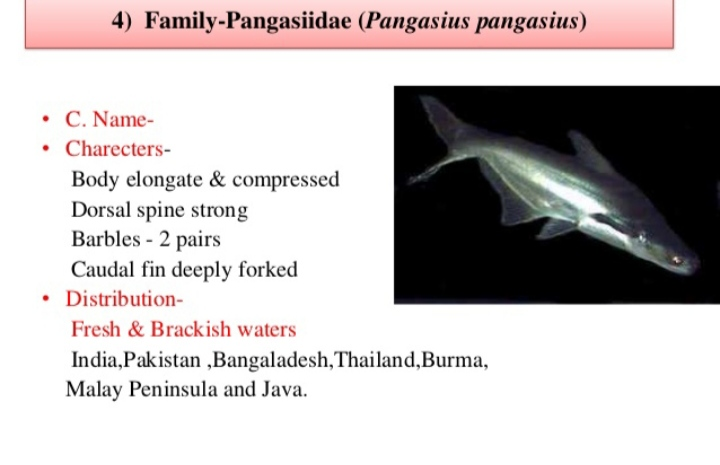 4) Family-Pangasiidae (Pangasius pangasius)
• C. Name-
• Charecters-
Body elongate & compressed
Dorsal spine strong
Barbles - 2 pairs
Caudal fin deeply forked
• Distribution-
Fresh & Brackish waters
India,Pakistan ,Bangaladesh,Thailand,Burma,
Malay Peninsula and Java.